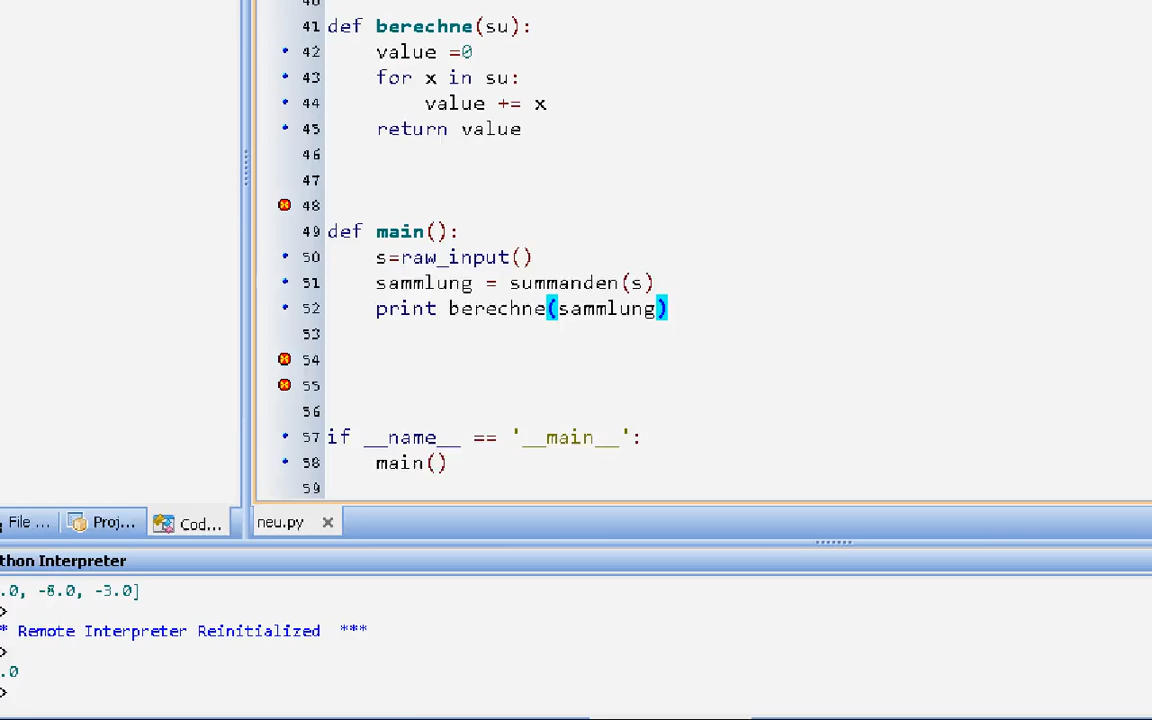 40
41 def berechne(su):
42 value =0
43 for x in su:
44 value += x
45 return value
46
47
48
49 def main():
50 s=raw_input()
51 sammlung = summanden(s)
52 print berechne(sammlung)
53
54
55
56
57 if __name__ == '__main__':
58 main()
59
File ... Proj... Cod... neu.py
thon Interpreter
.0, -8.0, -3.0]
>
* Remote Interpreter Reinitialized ***
>
.0
>